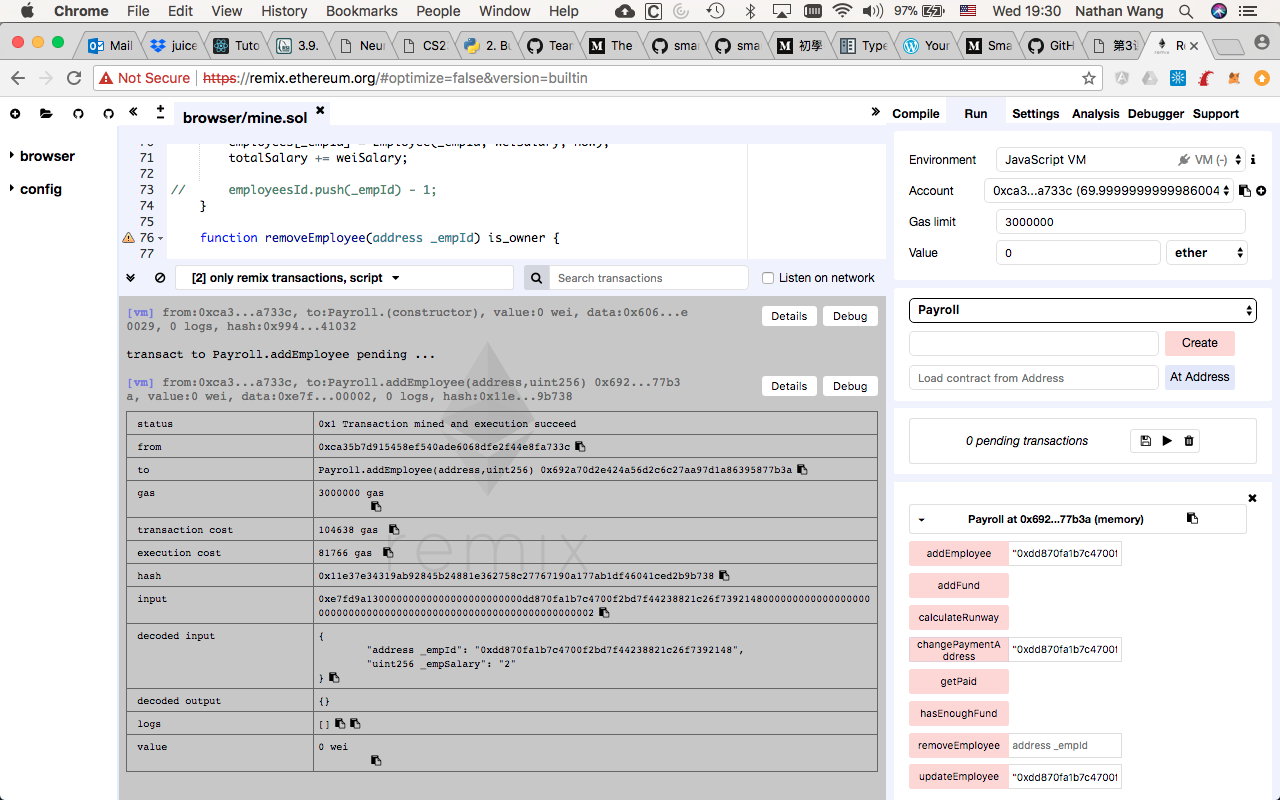 Chrome File Edit View History Bookmarks People Window Help 97% Wed 19:30 Nathan Wang
Mail juice Tuto 3.9. Neur CS2 2. Bu Tear The smar smar 初學 Type Your Sma GitH 第3i R
Not Secure https://remix.ethereum.org/#optimize=false&version=builtin
browser/mine.sol
Compile Run Settings Analysis Debugger Support
browser
config
71 totalSalary += weiSalary;
72
73 // employeesId.push(_empId) - 1;
74 }
75
76 function removeEmployee(address _empId) is_owner {
77
[2] only remix transactions, script Search transactions Listen on network
[vm] from:0xca3...a733c, to:Payroll.(constructor), value:0 wei, data:0x606...e
0029, 0 logs, hash:0x994...41032
Details Debug
transact to Payroll.addEmployee pending ...
[vm] from:0xca3...a733c, to:Payroll.addEmployee(address,uint256) 0x692...77b3
a, value:0 wei, data:0xe7f...00002, 0 logs, hash:0x11e...9b738
Details Debug
remix
status 0x1 Transaction mined and execution succeed
from 0xca35b7d915458ef540ade6068dfe2f44e8fa733c
to Payroll.addEmployee(address,uint256) 0x692a70d2e424a56d2c6c27aa97d1a86395877b3a
gas 3000000 gas
transaction cost 104638 gas
execution cost 81766 gas
hash 0x11e37e34319ab92845b24881e362758c27767190a177ab1df46041ced2b9b738
decoded input {
"address _empId": "0xdd870fa1b7c4700f2bd7f44238821c26f7392148",
"uint256 _empSalary": "2"
}
decoded output {}
logs []
value 0 wei
Environment JavaScript VM VM (-)
Account 0xca3...a733c (69.9999999999986004
Gas limit 3000000
Value 0 ether
Payroll
Create
Load contract from Address At Address
0 pending transactions
Payroll at 0x692...77b3a (memory)
addEmployee "0xdd870fa1b7c4700f
addFund
calculateRunway
changePaymentA
ddress "0xdd870fa1b7c4700f
getPaid
hasEnoughFund
removeEmployee address _empId
updateEmployee "0xdd870fa1b7c4700f